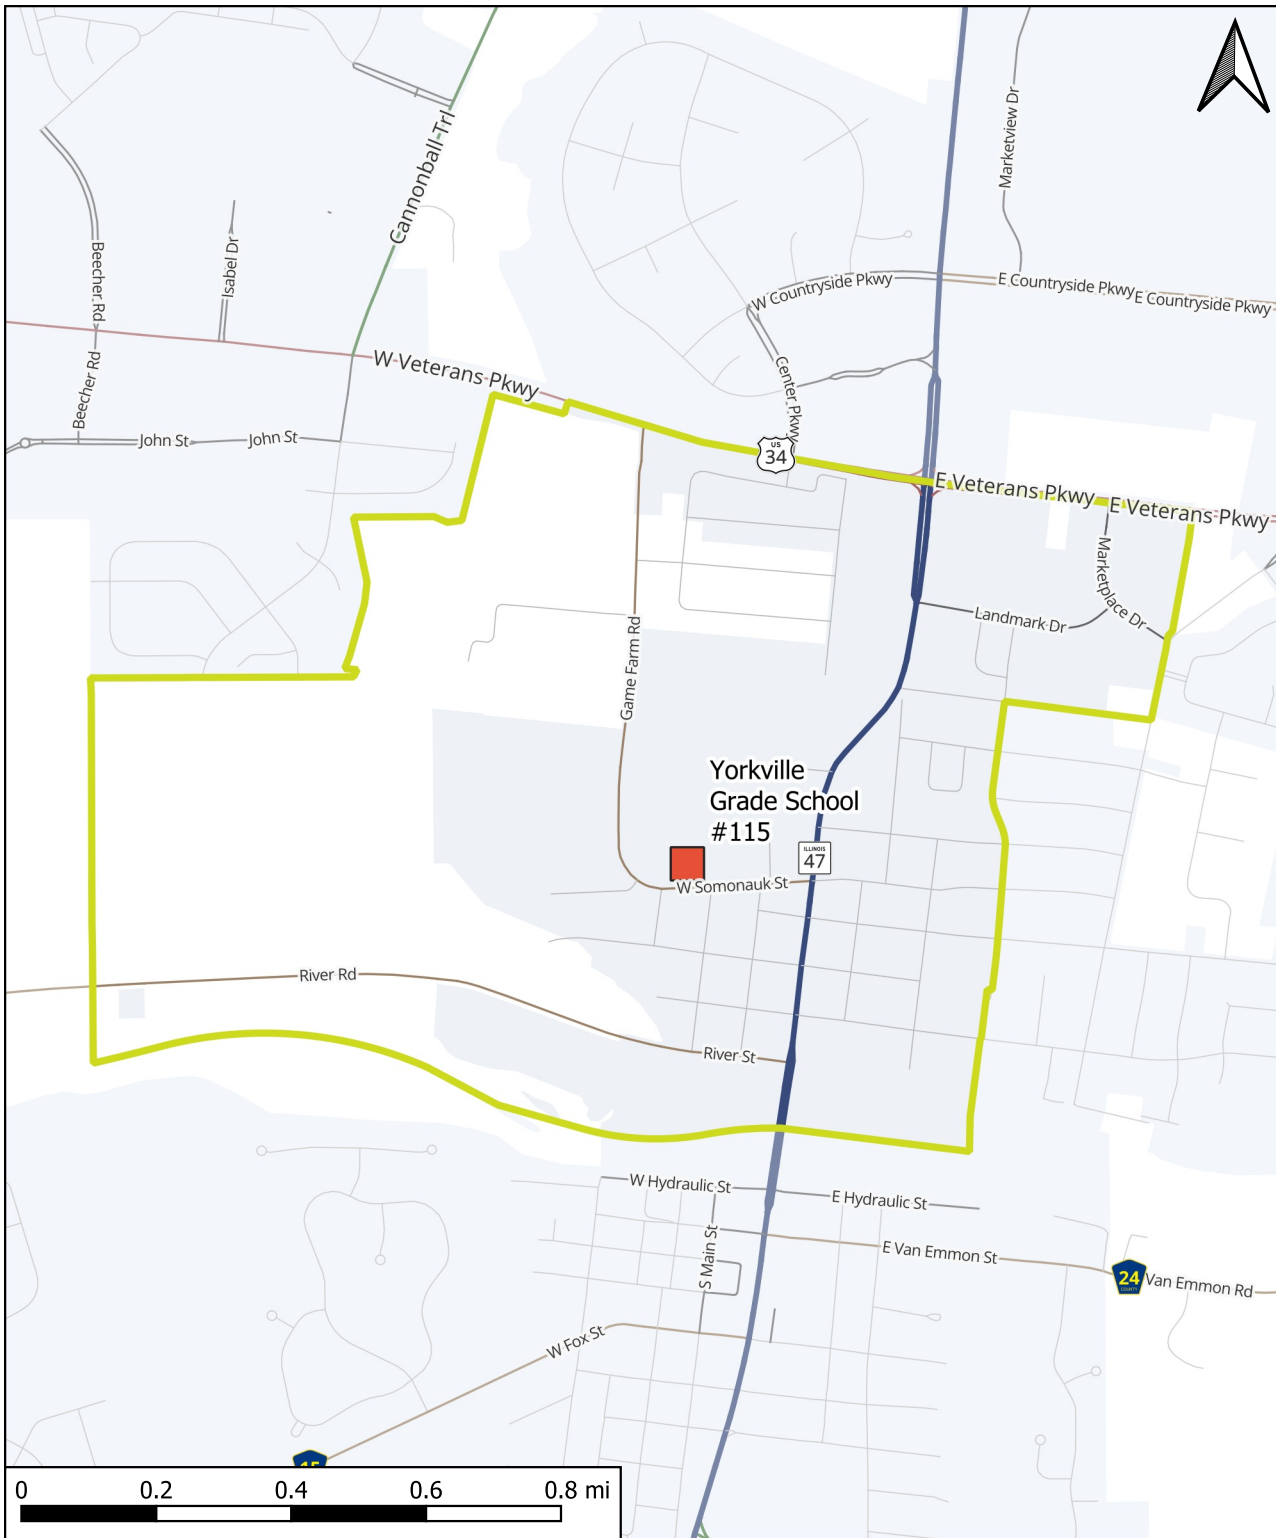 Marketview Dr
Cannonball Trl
Beecher Rd
Isabel Dr
W Countryside Pkwy
E Countryside Pkwy
E Countryside Pkwy
W Veterans Pkwy
Beecher Rd
Center Pkwy
John St
John St
US
34
E Veterans Pkwy
E Veterans Pkwy
Marketplace Dr
Landmark Dr
Game Farm Rd
Yorkville
Grade School
#115
ILLINOIS
47
W Somonauk St
River Rd
River St
W Hydraulic St
E Hydraulic St
S Main St
E Van Emmon St
24
COUNTY
Van Emmon Rd
W Fox St
15
0 0.2 0.4 0.6 0.8 mi